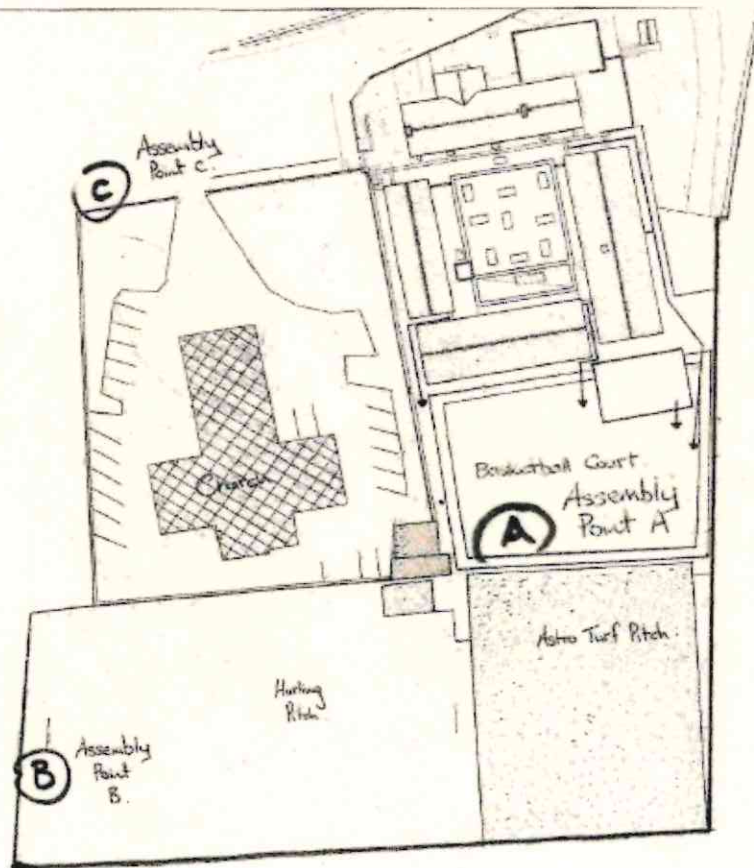 Assembly
Point C.
C
Church
Basketball Court
Assembly
Point A
A
Astro Turf Pitch
Hurling
Pitch
Assembly
Point
B.
B